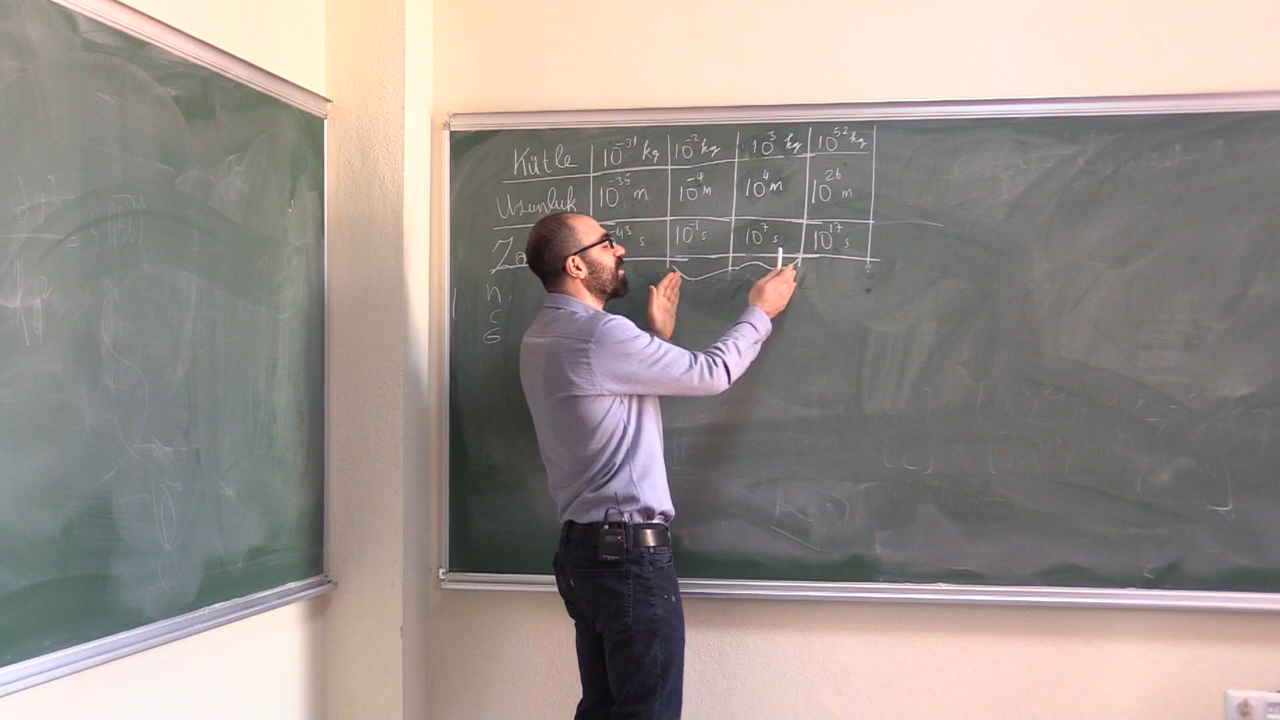 Kütle 10⁻³¹ kg 10⁻² kg 10³ kg 10⁵² kg
Uzunluk 10⁻³⁵ m 10⁻⁴ m 10⁴ m 10²⁶ m
⁻⁴³ s 10⁻¹ s 10⁷ s 10¹⁷ s
h
c
G